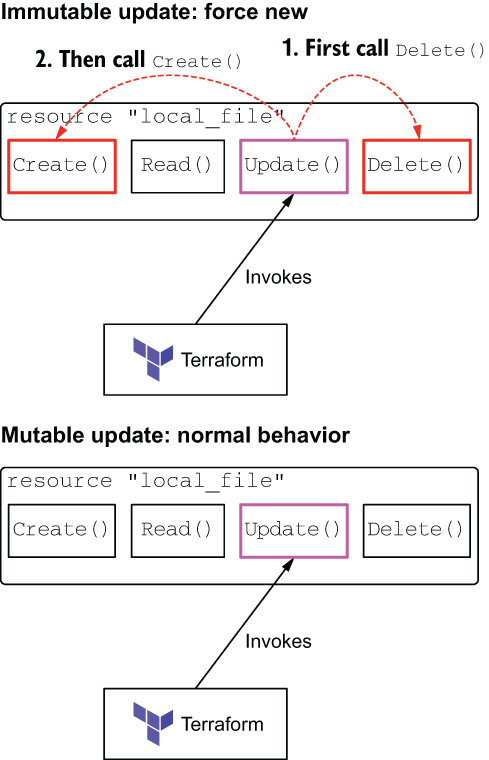 Immutable update: force new
2. Then call Create()
1. First call Delete()
resource "local_file"
Create() Read() Update() Delete()
Invokes
Terraform
Mutable update: normal behavior
resource "local_file"
Create() Read() Update() Delete()
Invokes
Terraform